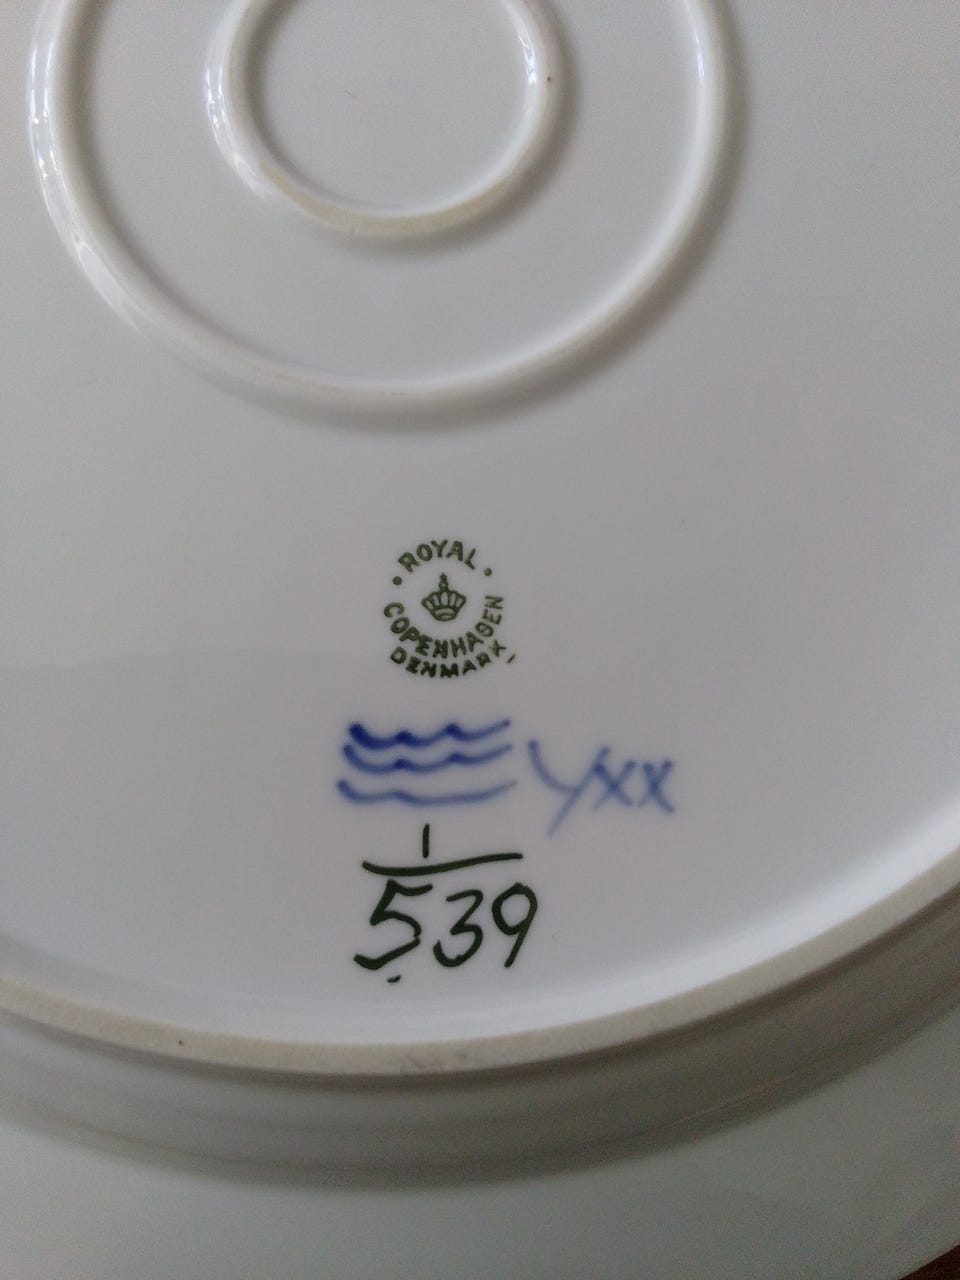 ROYAL
COPENHAGEN
DENMARK
YXX
1
539